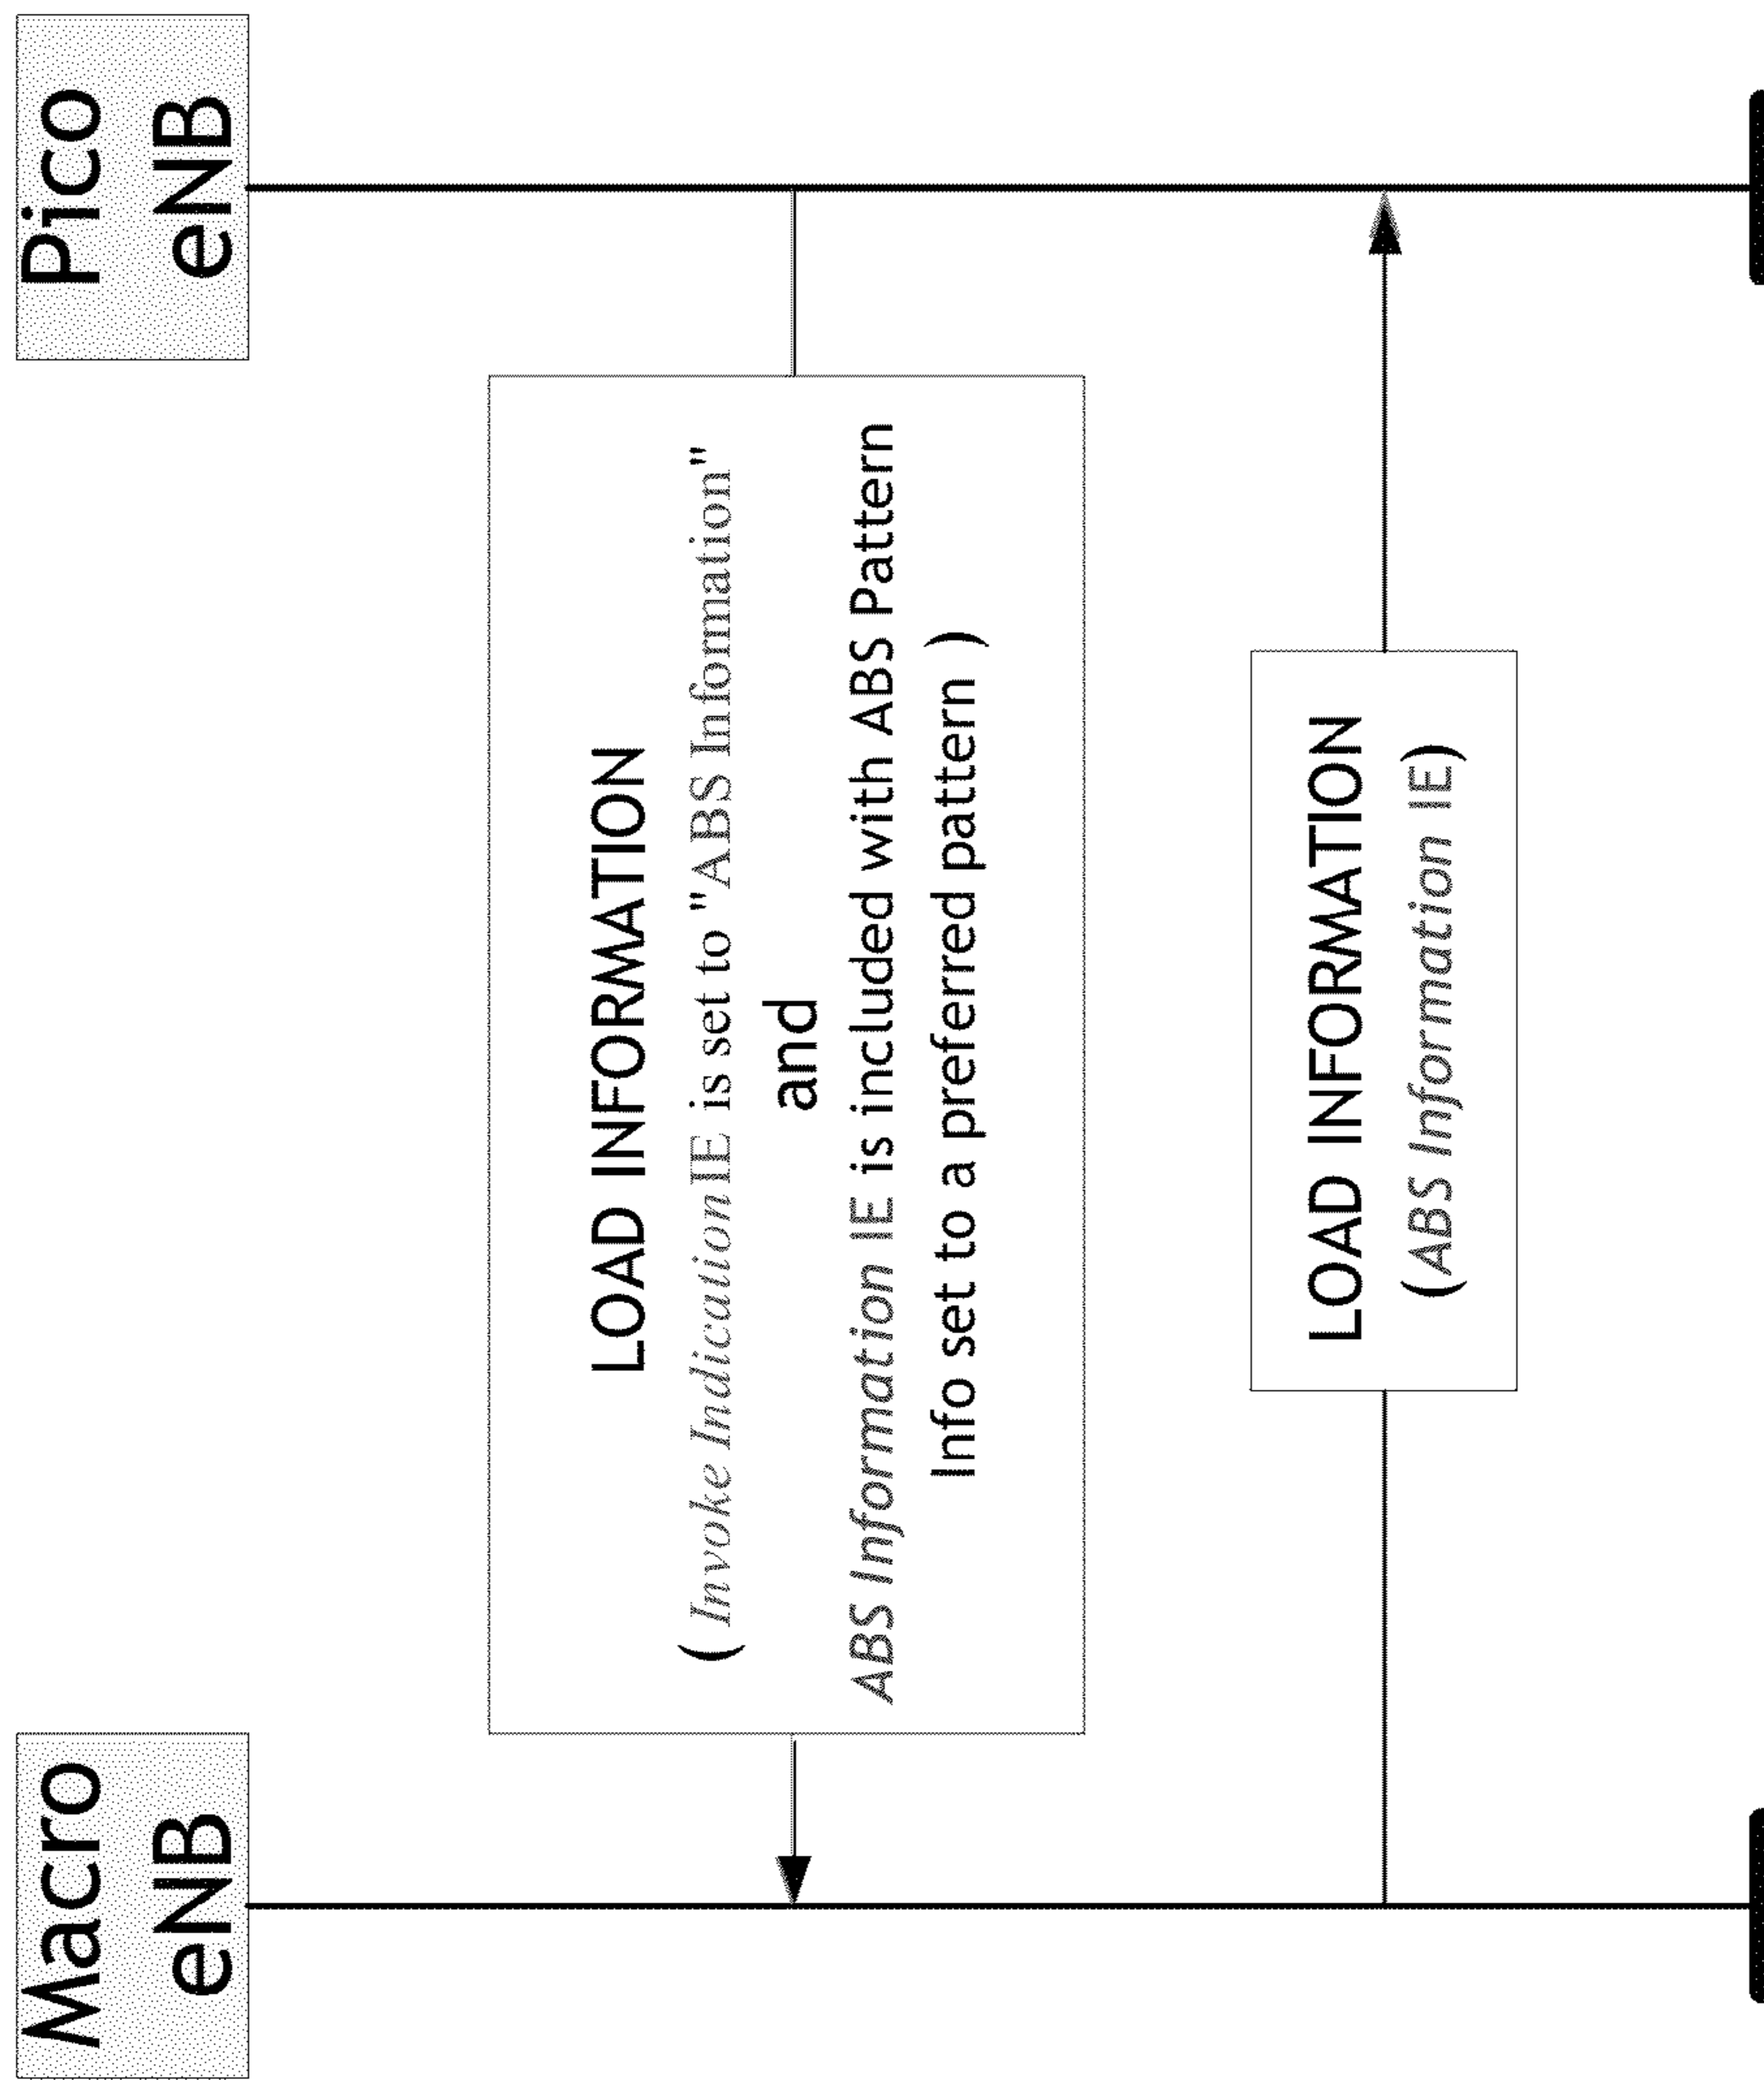 Macro
eNB
Pico
eNB
LOAD INFORMATION
( Invoke Indication IE is set to "ABS Information"
and
ABS Information IE is included with ABS Pattern
Info set to a preferred pattern )
LOAD INFORMATION
(ABS Information IE)